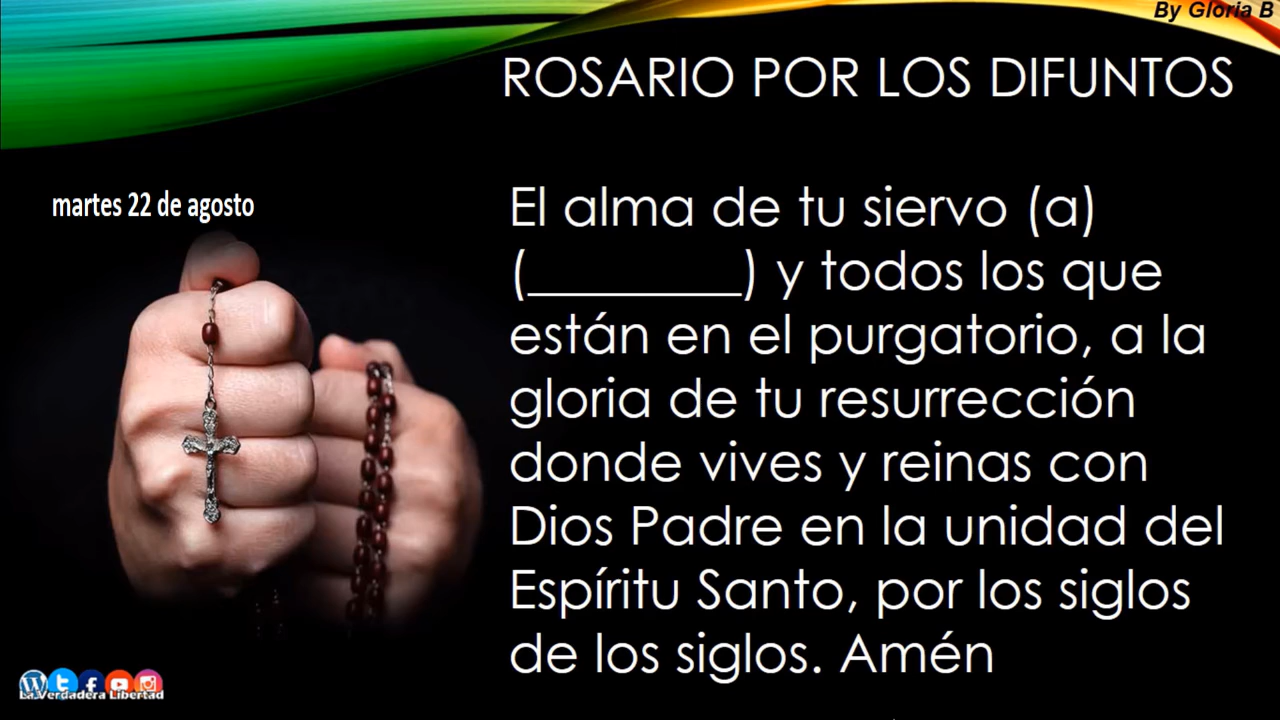 By Gloria B
ROSARIO POR LOS DIFUNTOS
martes 22 de agosto
El alma de tu siervo (a)
(_________) y todos los que
están en el purgatorio, a la
gloria de tu resurrección
donde vives y reinas con
Dios Padre en la unidad del
Espíritu Santo, por los siglos
de los siglos. Amén
La Verdadera Libertad